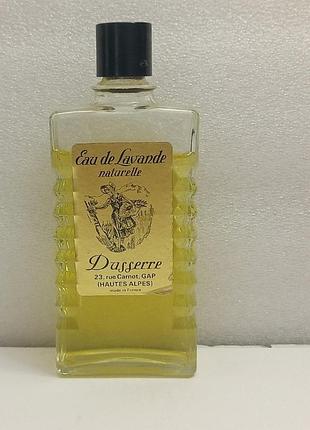 Eau de Lavande
naturelle
Dusserre
23, rue Carnot, GAP
(HAUTES ALPES)
made in France